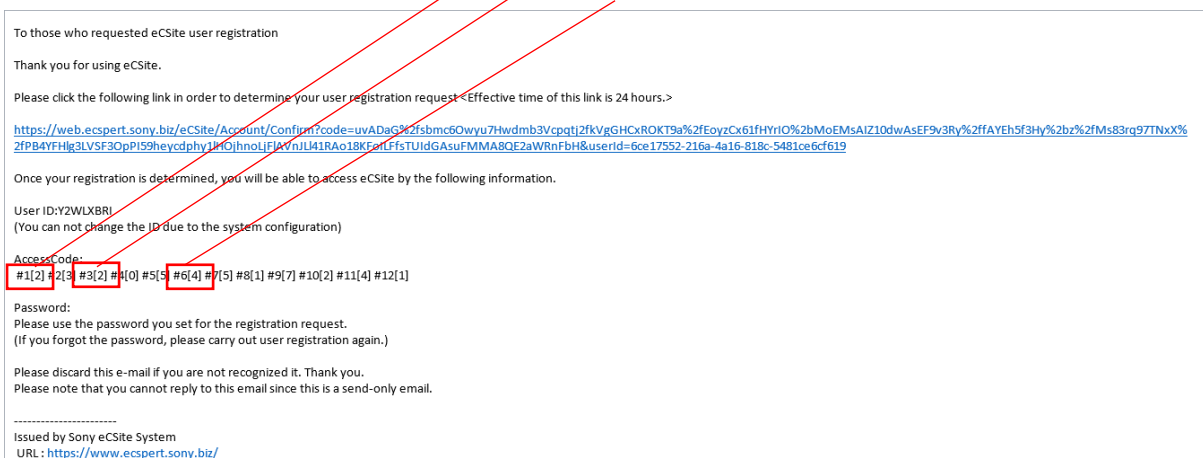 To those who requested eCSite user registration
Thank you for using eCSite.
Please click the following link in order to determine your user registration request <Effective time of this link is 24 hours.>
https://web.ecspert.sony.biz/eCSite/Account/Confirm?code=uvADaG%2fsbmc6Owyu7Hwdmb3Vcpqtj2fkVgGHCxROKT9a%2fEoyzCx61fHYrIO%2bMoEMsAIZ10dwAsEF9v3Ry%2ffAYEh5f3Hy%2bz%2fMs83rq97TNxX%
2fPB4YFHlg3LVSF3OpPI59heycdphy1lHOjhnoLjFlAVnJLl41RAo18KFoILFfsTUIdGAsuFMMA8QE2aWRnFbH&userId=6ce17552-216a-4a16-818c-5481ce6cf619
Once your registration is determined, you will be able to access eCSite by the following information.
User ID:Y2WLXBRI
(You can not change the ID due to the system configuration)
AccessCode:
#1[2] #2[3] #3[2] #4[0] #5[5] #6[4] #7[5] #8[1] #9[7] #10[2] #11[4] #12[1]
Password:
Please use the password you set for the registration request.
(If you forgot the password, please carry out user registration again.)
Please discard this e-mail if you are not recognized it. Thank you.
Please note that you cannot reply to this email since this is a send-only email.
-----------------------
Issued by Sony eCSite System
URL : https://www.ecspert.sony.biz/